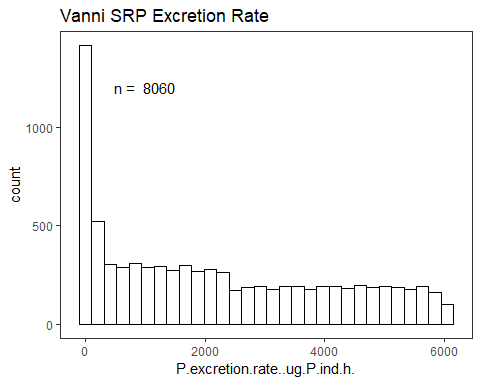 Vanni SRP Excretion Rate
n =  8060
count
1000
500
0
0 2000 4000 6000
P.excretion.rate..ug.P.ind.h.